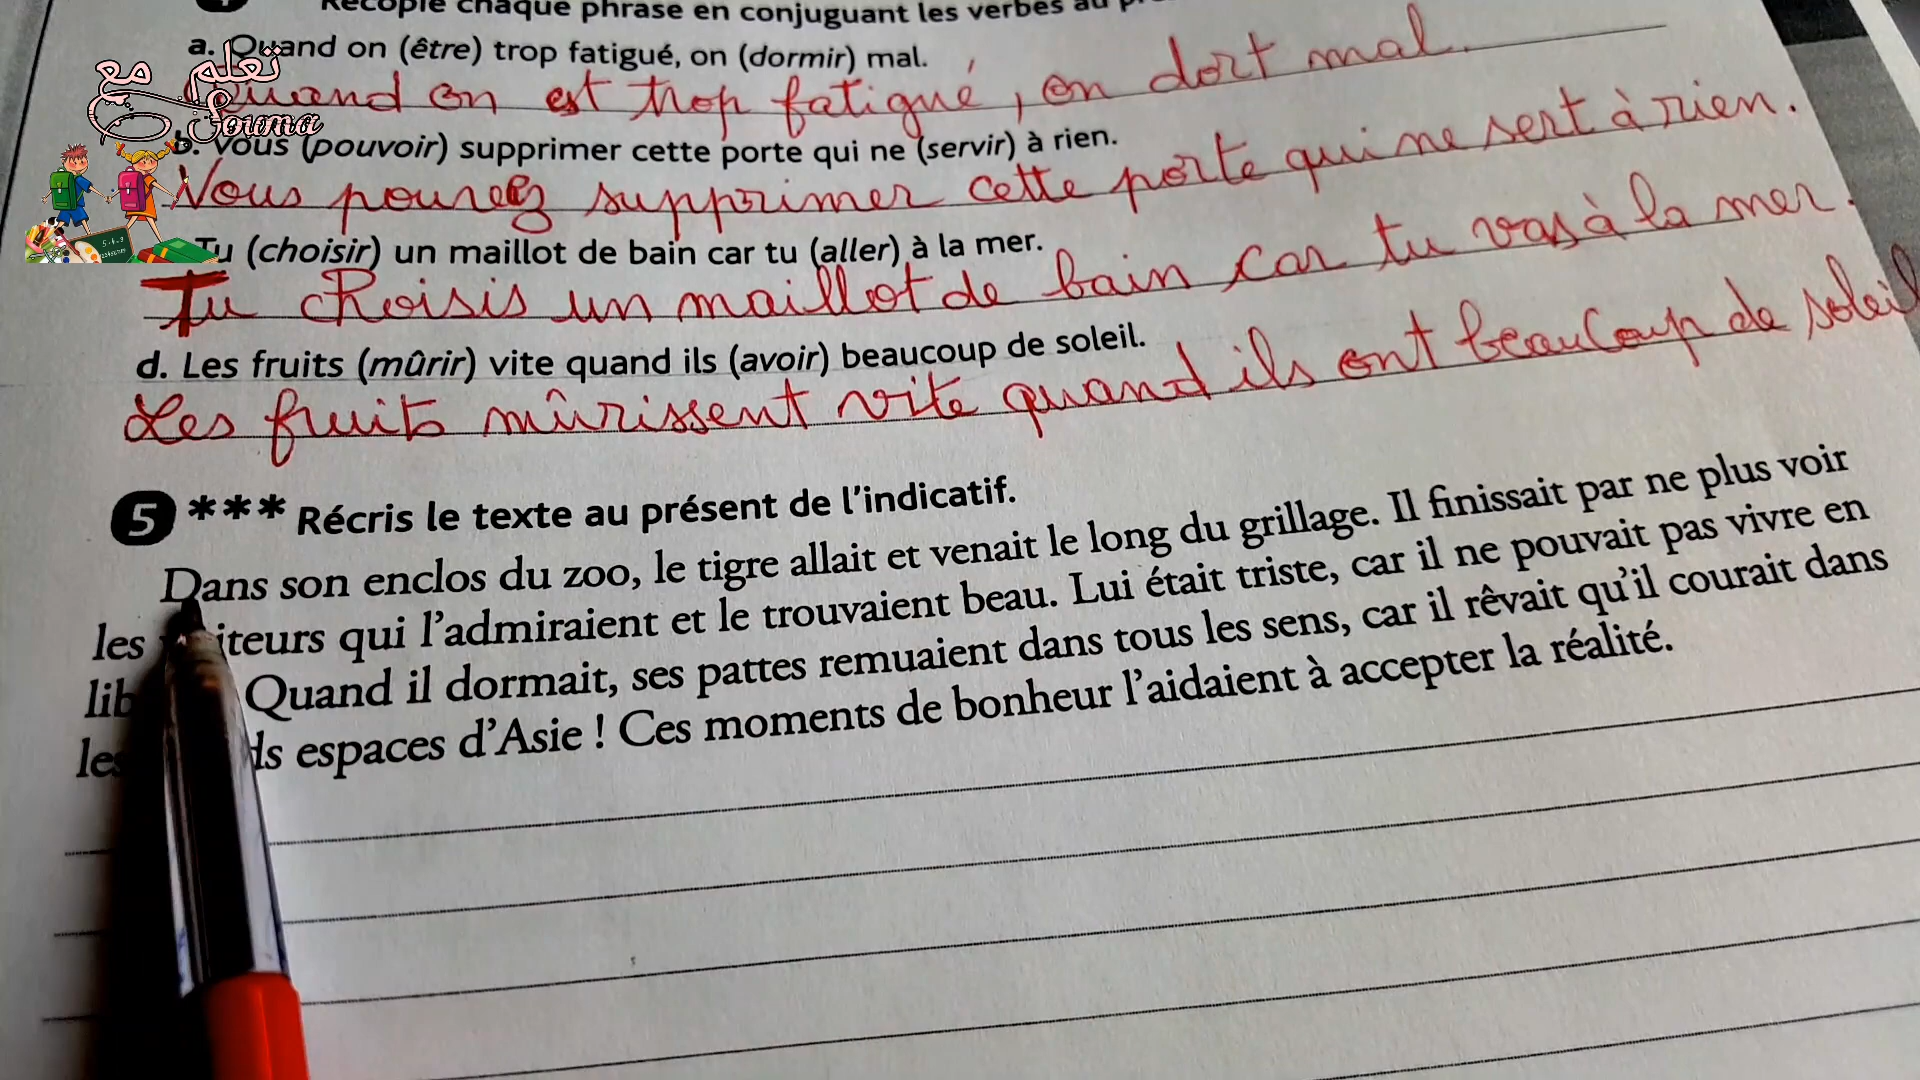 Recopie chaque phrase en conjuguant les verbes au
a. Quand on (être) trop fatigué, on (dormir) mal.
تعلم مع
Souma
Quand on est trop fatigué, on dort mal.
b. Vous (pouvoir) supprimer cette porte qui ne (servir) à rien.
Vous pouvez supprimer cette porte qui ne sert à rien.
Tu (choisir) un maillot de bain car tu (aller) à la mer.
Tu choisis un maillot de bain car tu vas à la mer.
d. Les fruits (mûrir) vite quand ils (avoir) beaucoup de soleil.
Les fruits mûrissent vite quand ils ont beaucoup de soleil
5 *** Récris le texte au présent de l'indicatif.
Dans son enclos du zoo, le tigre allait et venait le long du grillage. Il finissait par ne plus voir
les iteurs qui l'admiraient et le trouvaient beau. Lui était triste, car il ne pouvait pas vivre en
lib Quand il dormait, ses pattes remuaient dans tous les sens, car il rêvait qu'il courait dans
les ds espaces d'Asie ! Ces moments de bonheur l'aidaient à accepter la réalité.